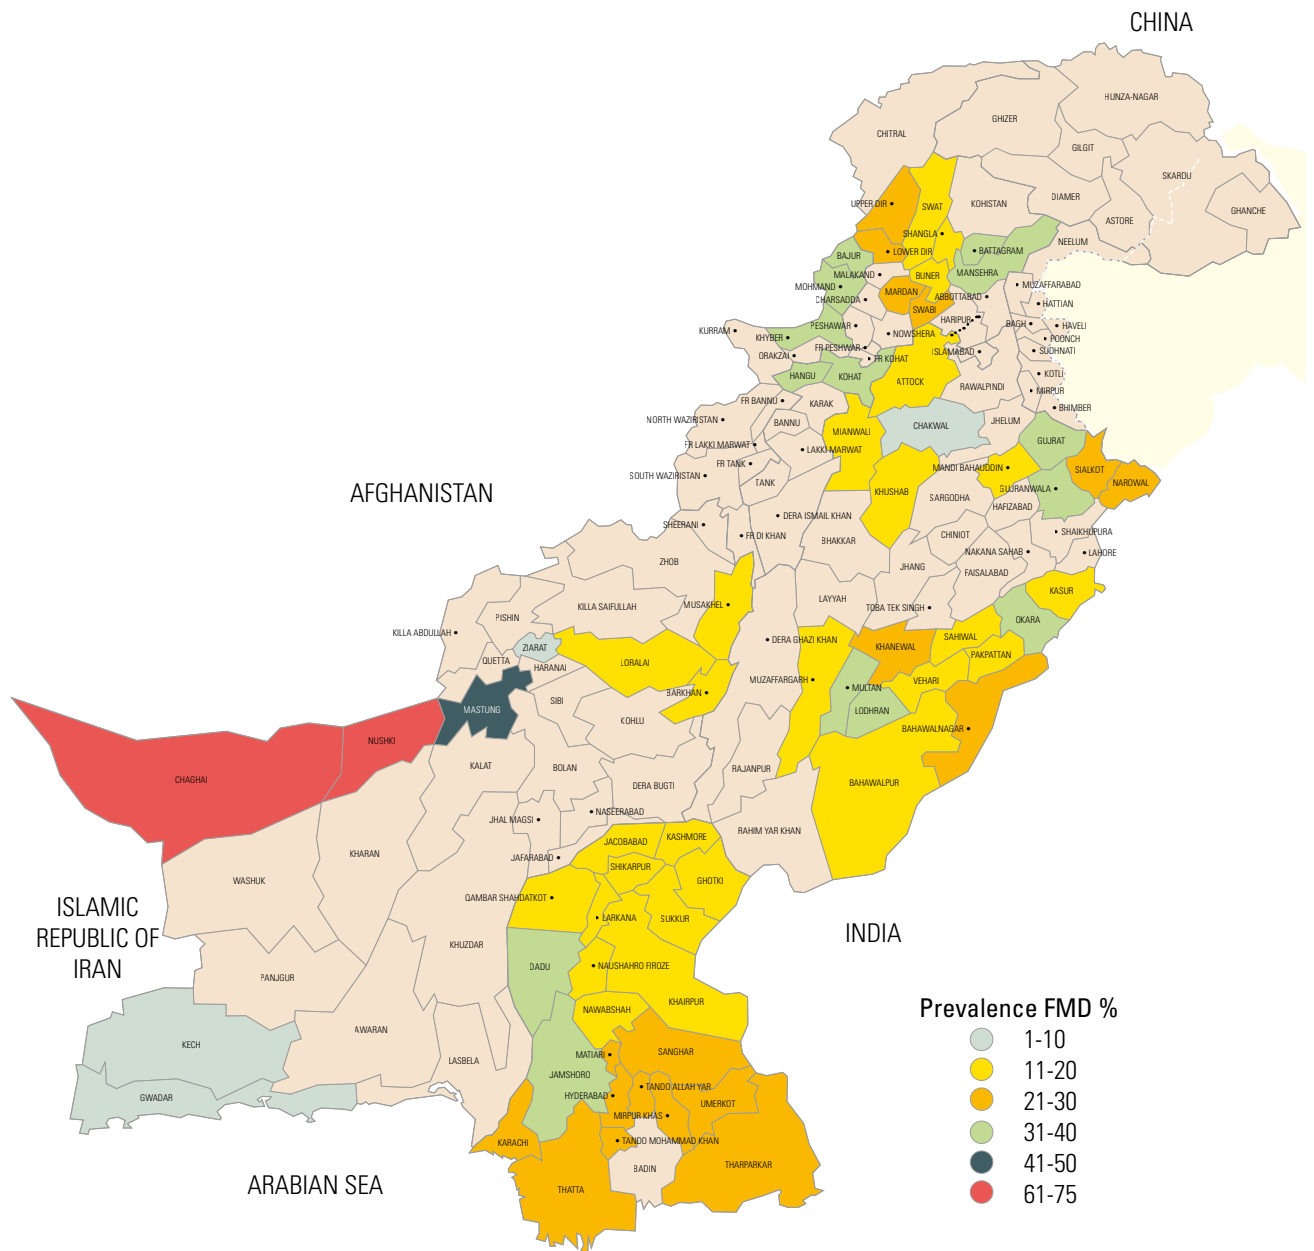 CHINA
HUNZA-NAGAR
GHIZER
CHITRAL
GILGIT
SKARDU
DIAMER
GHANCHE
KOHISTAN
ASTORE
UPPER DIR
SWAT
SHANGLA
NEELUM
LOWER DIR
BATTAGRAM
BAJUR
MALAKAND
BUNER
MANSEHRA
MOHMAND
MARDAN
ABBOTTABAD
MUZAFFARABAD
CHARSADDA
SWABI
HATTIAN
HARIPUR
PESHAWAR
BAGH
HAVELI
KURRAM
KHYBER
NOWSHERA
POONCH
FR PESHWAR
ISLAMABAD
SUDHNATI
ORAKZAI
FR KOHAT
HANGU
KOHAT
ATTOCK
RAWALPINDI
KOTLI
MIRPUR
FR BANNU
KARAK
BHIMBER
NORTH WAZIRISTAN
BANNU
MIANWALI
CHAKWAL
JHELUM
FR LAKKI MARWAT
LAKKI MARWAT
GUJRAT
FR TANK
MANDI BAHAUDDIN
SIALKOT
SOUTH WAZIRISTAN
TANK
NAROWAL
AFGHANISTAN
KHUSHAB
SARGODHA
GUJRANWALA
HAFIZABAD
DERA ISMAIL KHAN
SHEERANI
FR DI KHAN
BHAKKAR
CHINIOT
SHAIKHUPURA
NAKANA SAHAB
LAHORE
ZHOB
JHANG
FAISALABAD
KASUR
LAYYAH
TOBA TEK SINGH
KILLA SAIFULLAH
MUSAKHEL
PISHIN
OKARA
KILLA ABDULLAH
DERA GHAZI KHAN
KHANEWAL
SAHIWAL
ZIARAT
PAKPATTAN
QUETTA
HARANAI
LORALAI
MUZAFFARGARH
VEHARI
MULTAN
BARKHAN
SIBI
MASTUNG
KOHLU
LODHRAN
BAHAWALNAGAR
NUSHKI
CHAGHAI
KALAT
BOLAN
RAJANPUR
DERA BUGTI
BAHAWALPUR
NASEERABAD
JHAL MAGSI
RAHIM YAR KHAN
JACOBABAD
KASHMORE
KHARAN
JAFARABAD
SHIKARPUR
WASHUK
GHOTKI
QAMBAR SHAHDATKOT
ISLAMIC
REPUBLIC OF
IRAN
LARKANA
SUKKUR
INDIA
KHUZDAR
DADU
NAUSHAHRO FIROZE
PANJGUR
KHAIRPUR
NAWABSHAH
AWARAN
KECH
LASBELA
MATIARI
SANGHAR
JAMSHORO
TANDO ALLAH YAR
GWADAR
HYDERABAD
UMERKOT
MIRPUR KHAS
KARACHI
TANDO MOHAMMAD KHAN
BADIN
THARPARKAR
ARABIAN SEA
THATTA
Prevalence FMD %
1-10
11-20
21-30
31-40
41-50
61-75